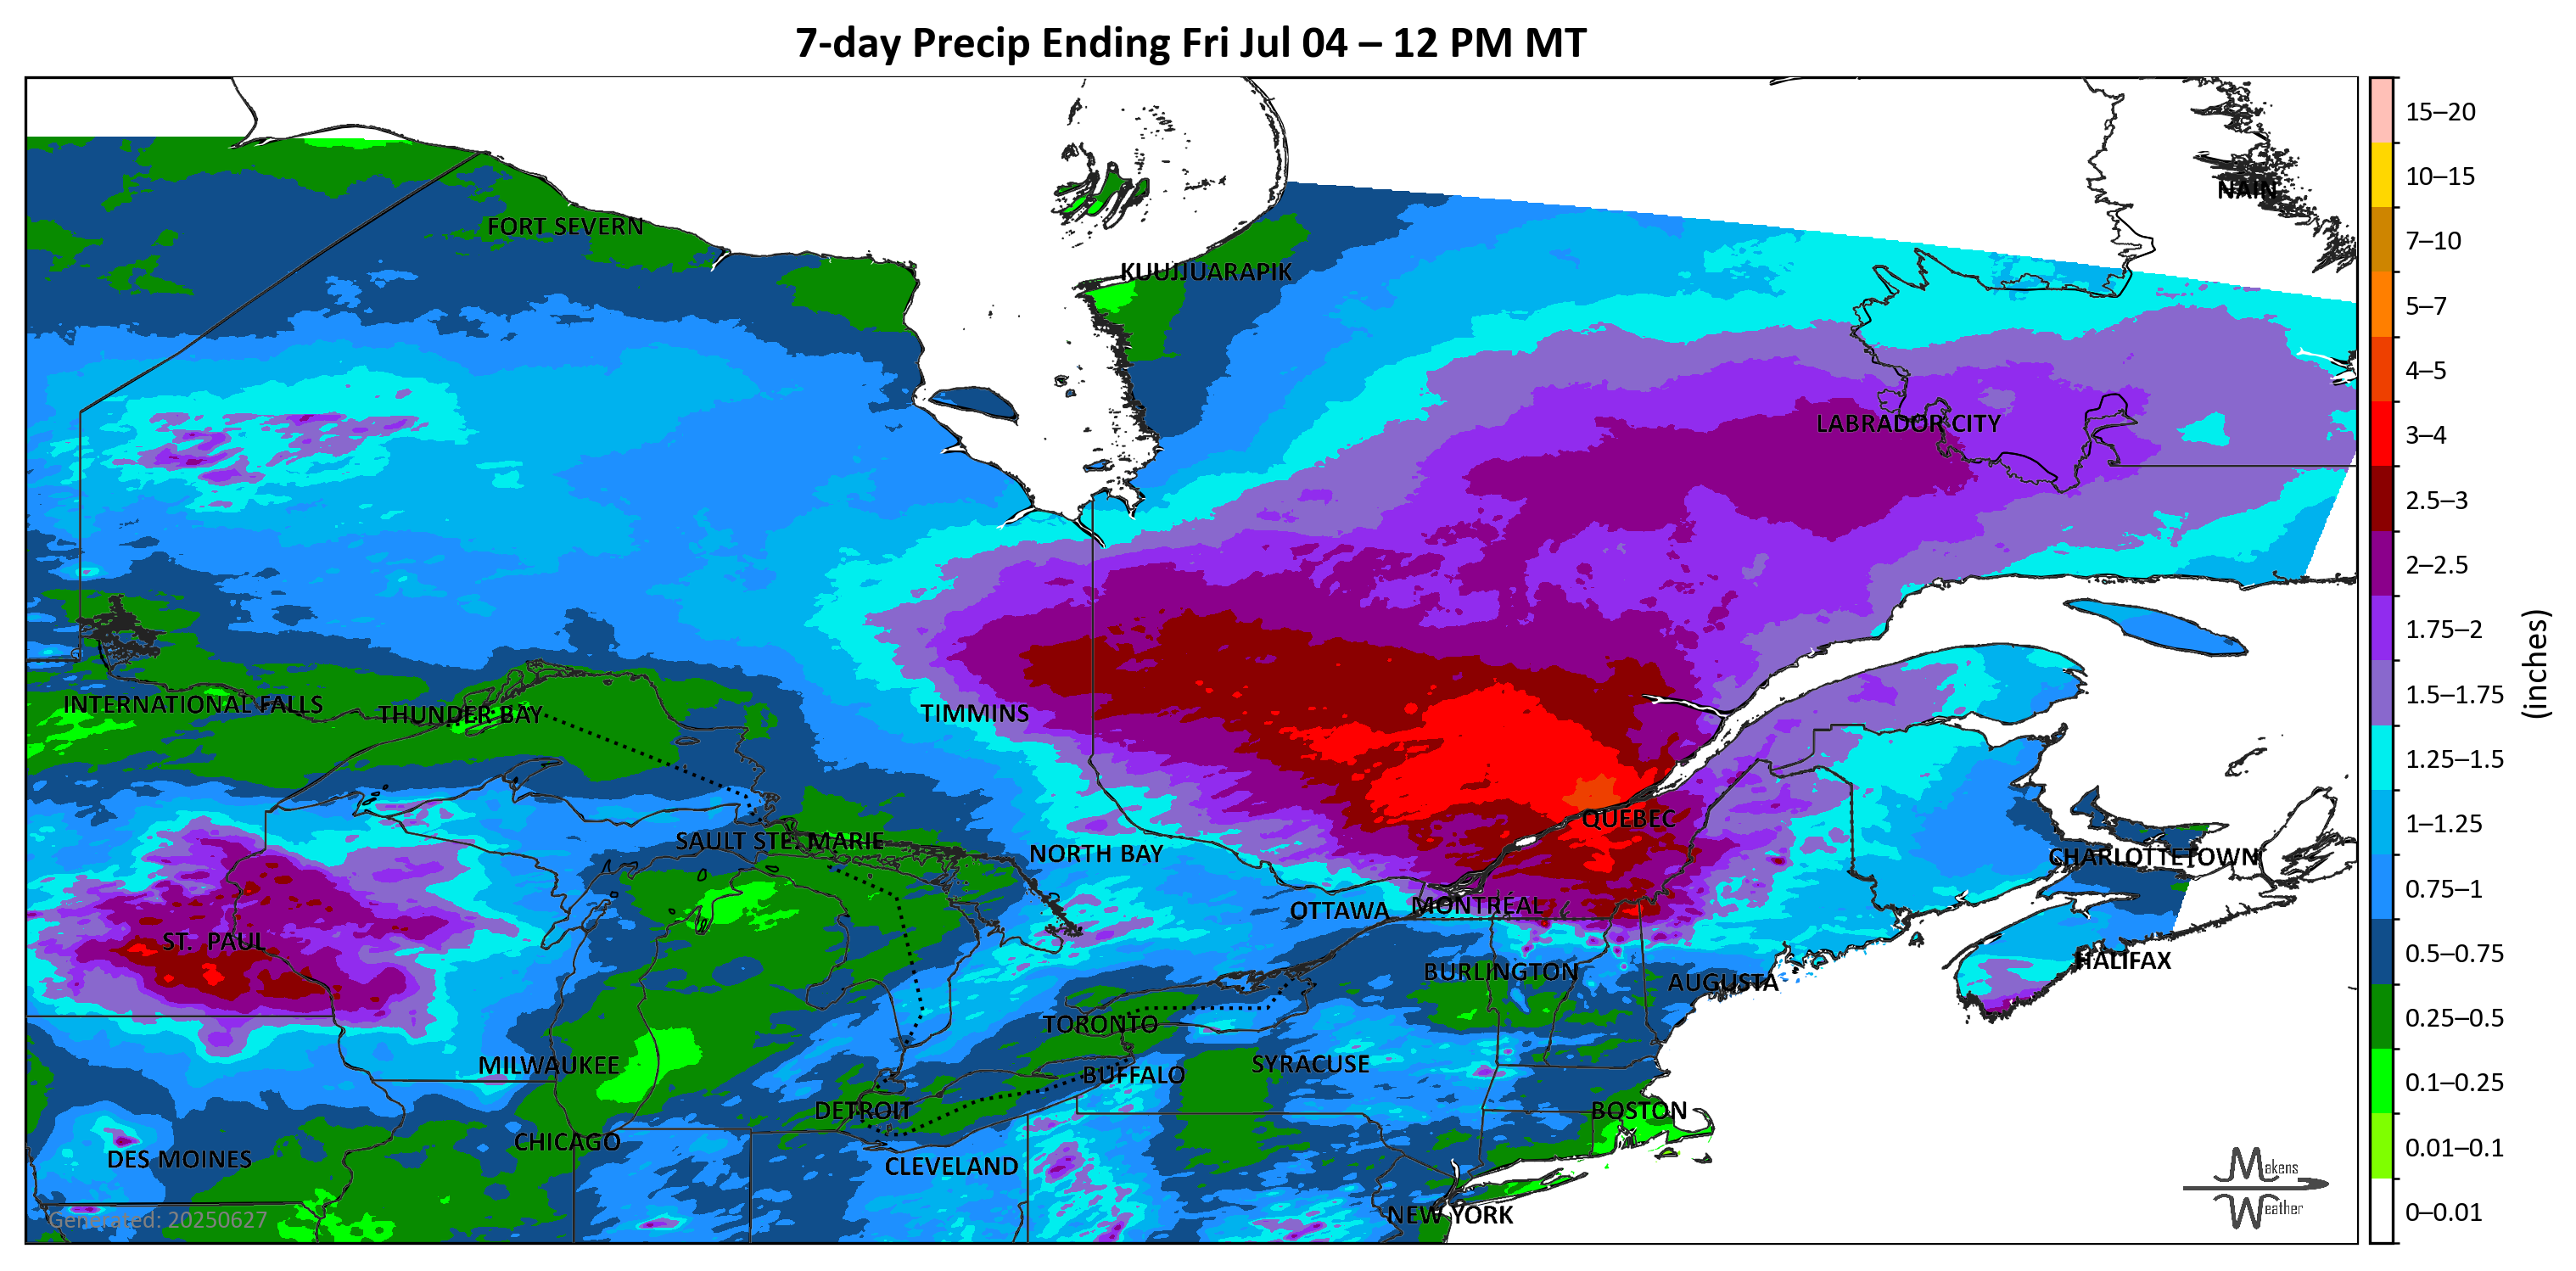 7-day Precip Ending Fri Jul 04 – 12 PM MT
15–20
10–15
NAIN
FORT SEVERN
7–10
KUUJJUARAPIK
5–7
4–5
LABRADOR CITY
3–4
2.5–3
2–2.5
1.75–2
(inches)
INTERNATIONAL FALLS
THUNDER BAY
TIMMINS
1.5–1.75
1.25–1.5
QUEBEC
1–1.25
SAULT STE. MARIE
NORTH BAY
CHARLOTTETOWN
0.75–1
OTTAWA
MONTRÉAL
ST. PAUL
0.5–0.75
HALIFAX
BURLINGTON
AUGUSTA
0.25–0.5
TORONTO
MILWAUKEE
SYRACUSE
BUFFALO
0.1–0.25
DETROIT
BOSTON
CHICAGO
0.01–0.1
DES MOINES
CLEVELAND
Makens
Weather
Generated: 20250627
NEW YORK
0–0.01